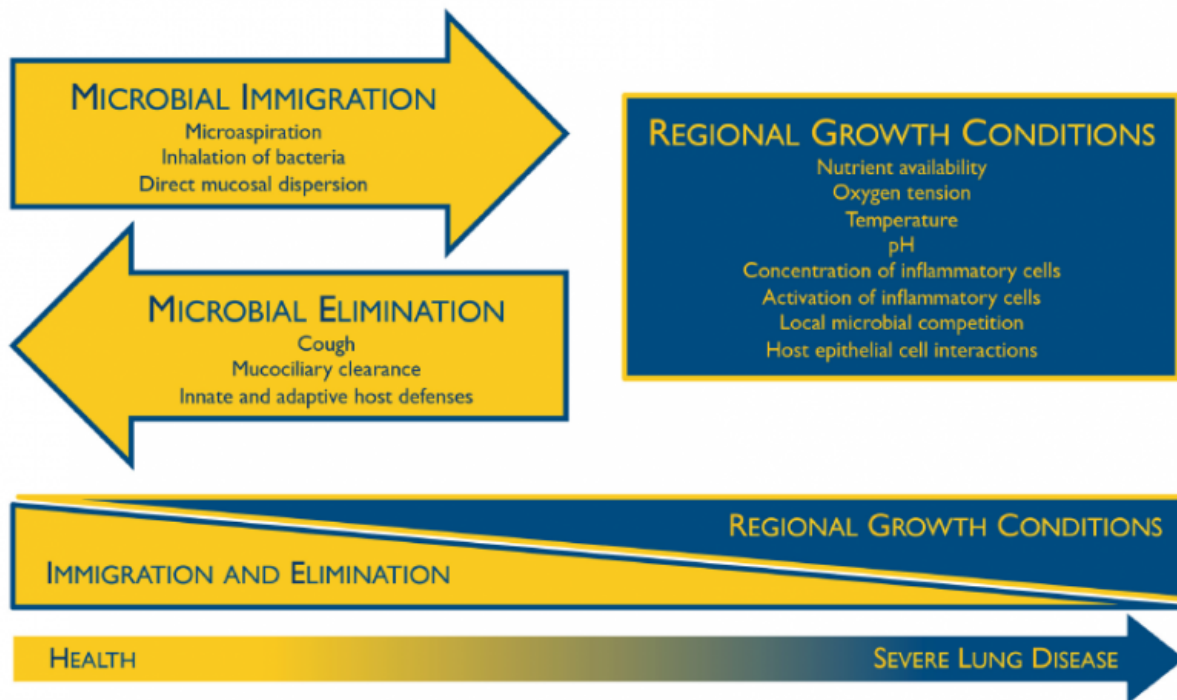 MICROBIAL IMMIGRATION
Microaspiration
Inhalation of bacteria
Direct mucosal dispersion
MICROBIAL ELIMINATION
Cough
Mucociliary clearance
Innate and adaptive host defenses
REGIONAL GROWTH CONDITIONS
Nutrient availability
Oxygen tension
Temperature
pH
Concentration of inflammatory cells
Activation of inflammatory cells
Local microbial competition
Host epithelial cell interactions
REGIONAL GROWTH CONDITIONS
IMMIGRATION AND ELIMINATION
HEALTH
SEVERE LUNG DISEASE